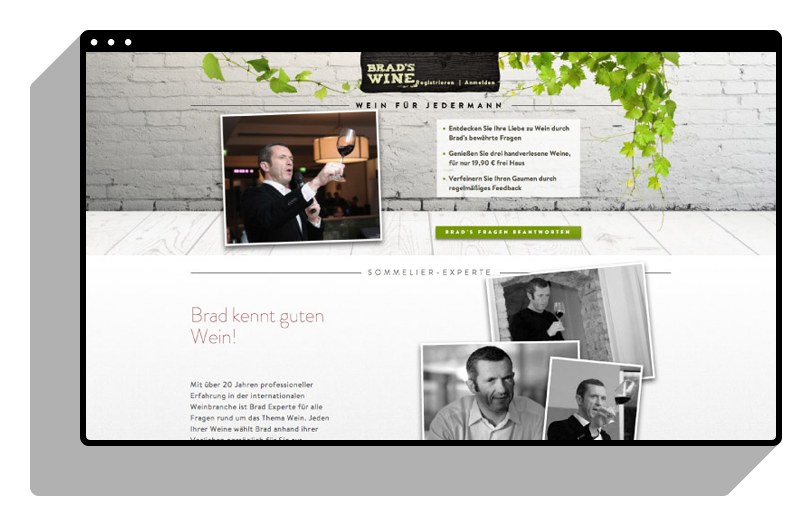 BRAD'S
WINE
Registrieren | Anmelden
WEIN FÜR JEDERMANN
Entdecken Sie Ihre Liebe zu Wein durch
Brad's bewährte Fragen
Genießen Sie drei handverlesene Weine,
für nur 19,90 € frei Haus
Verfeinern Sie Ihren Gaumen durch
regelmäßiges Feedback
BRAD'S FRAGEN BEANTWORTEN
SOMMELIER-EXPERTE
Brad kennt guten
Wein!
Mit über 20 Jahren professioneller
Erfahrung in der internationalen
Weinbranche ist Brad Experte für alle
Fragen rund um das Thema Wein. Jeden
Ihrer Weine wählt Brad anhand ihrer